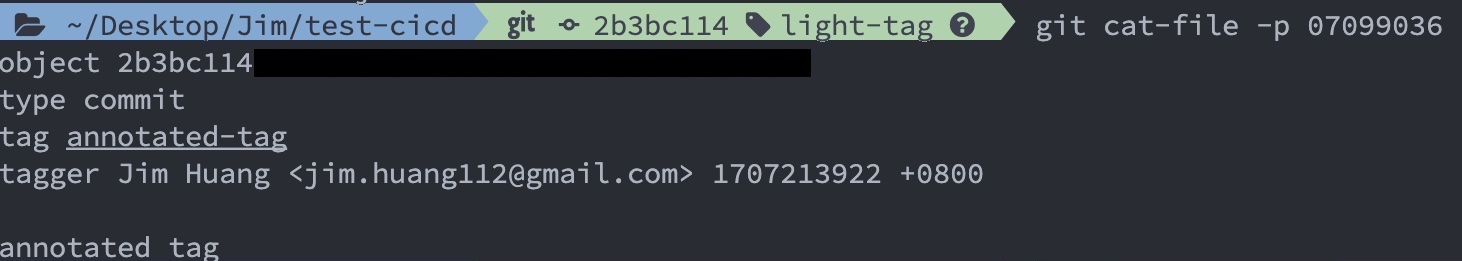 ~/Desktop/Jim/test-cicd git 2b3bc114 light-tag ? git cat-file -p 07099036
object 2b3bc114
type commit
tag annotated-tag
tagger Jim Huang <jim.huang112@gmail.com> 1707213922 +0800
annotated tag